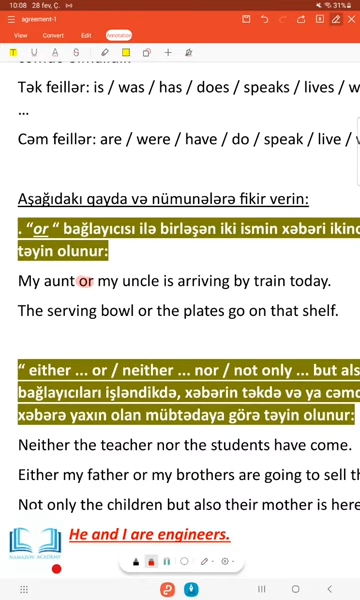 10:08 28 fev, Ç. 31%
agreement-1
View Convert Edit Annotation
Tək feillər: is / was / has / does / speaks / lives /
...
Cəm feillər: are / were / have / do / speak / live /
Aşağıdakı qayda və nümunələrə fikir verin:
. “or “ bağlayıcısı ilə birləşən iki ismin xəbəri ikinc
təyin olunur:
My aunt or my uncle is arriving by train today.
The serving bowl or the plates go on that shelf.
“ either ... or / neither ... nor / not only ... but als
bağlayıcıları işləndikdə, xəbərin təkdə və ya cəmd
xəbərə yaxın olan mübtədaya görə təyin olunur:
Neither the teacher nor the students have come.
Either my father or my brothers are going to sell th
Not only the children but also their mother is here
He and I are engineers.